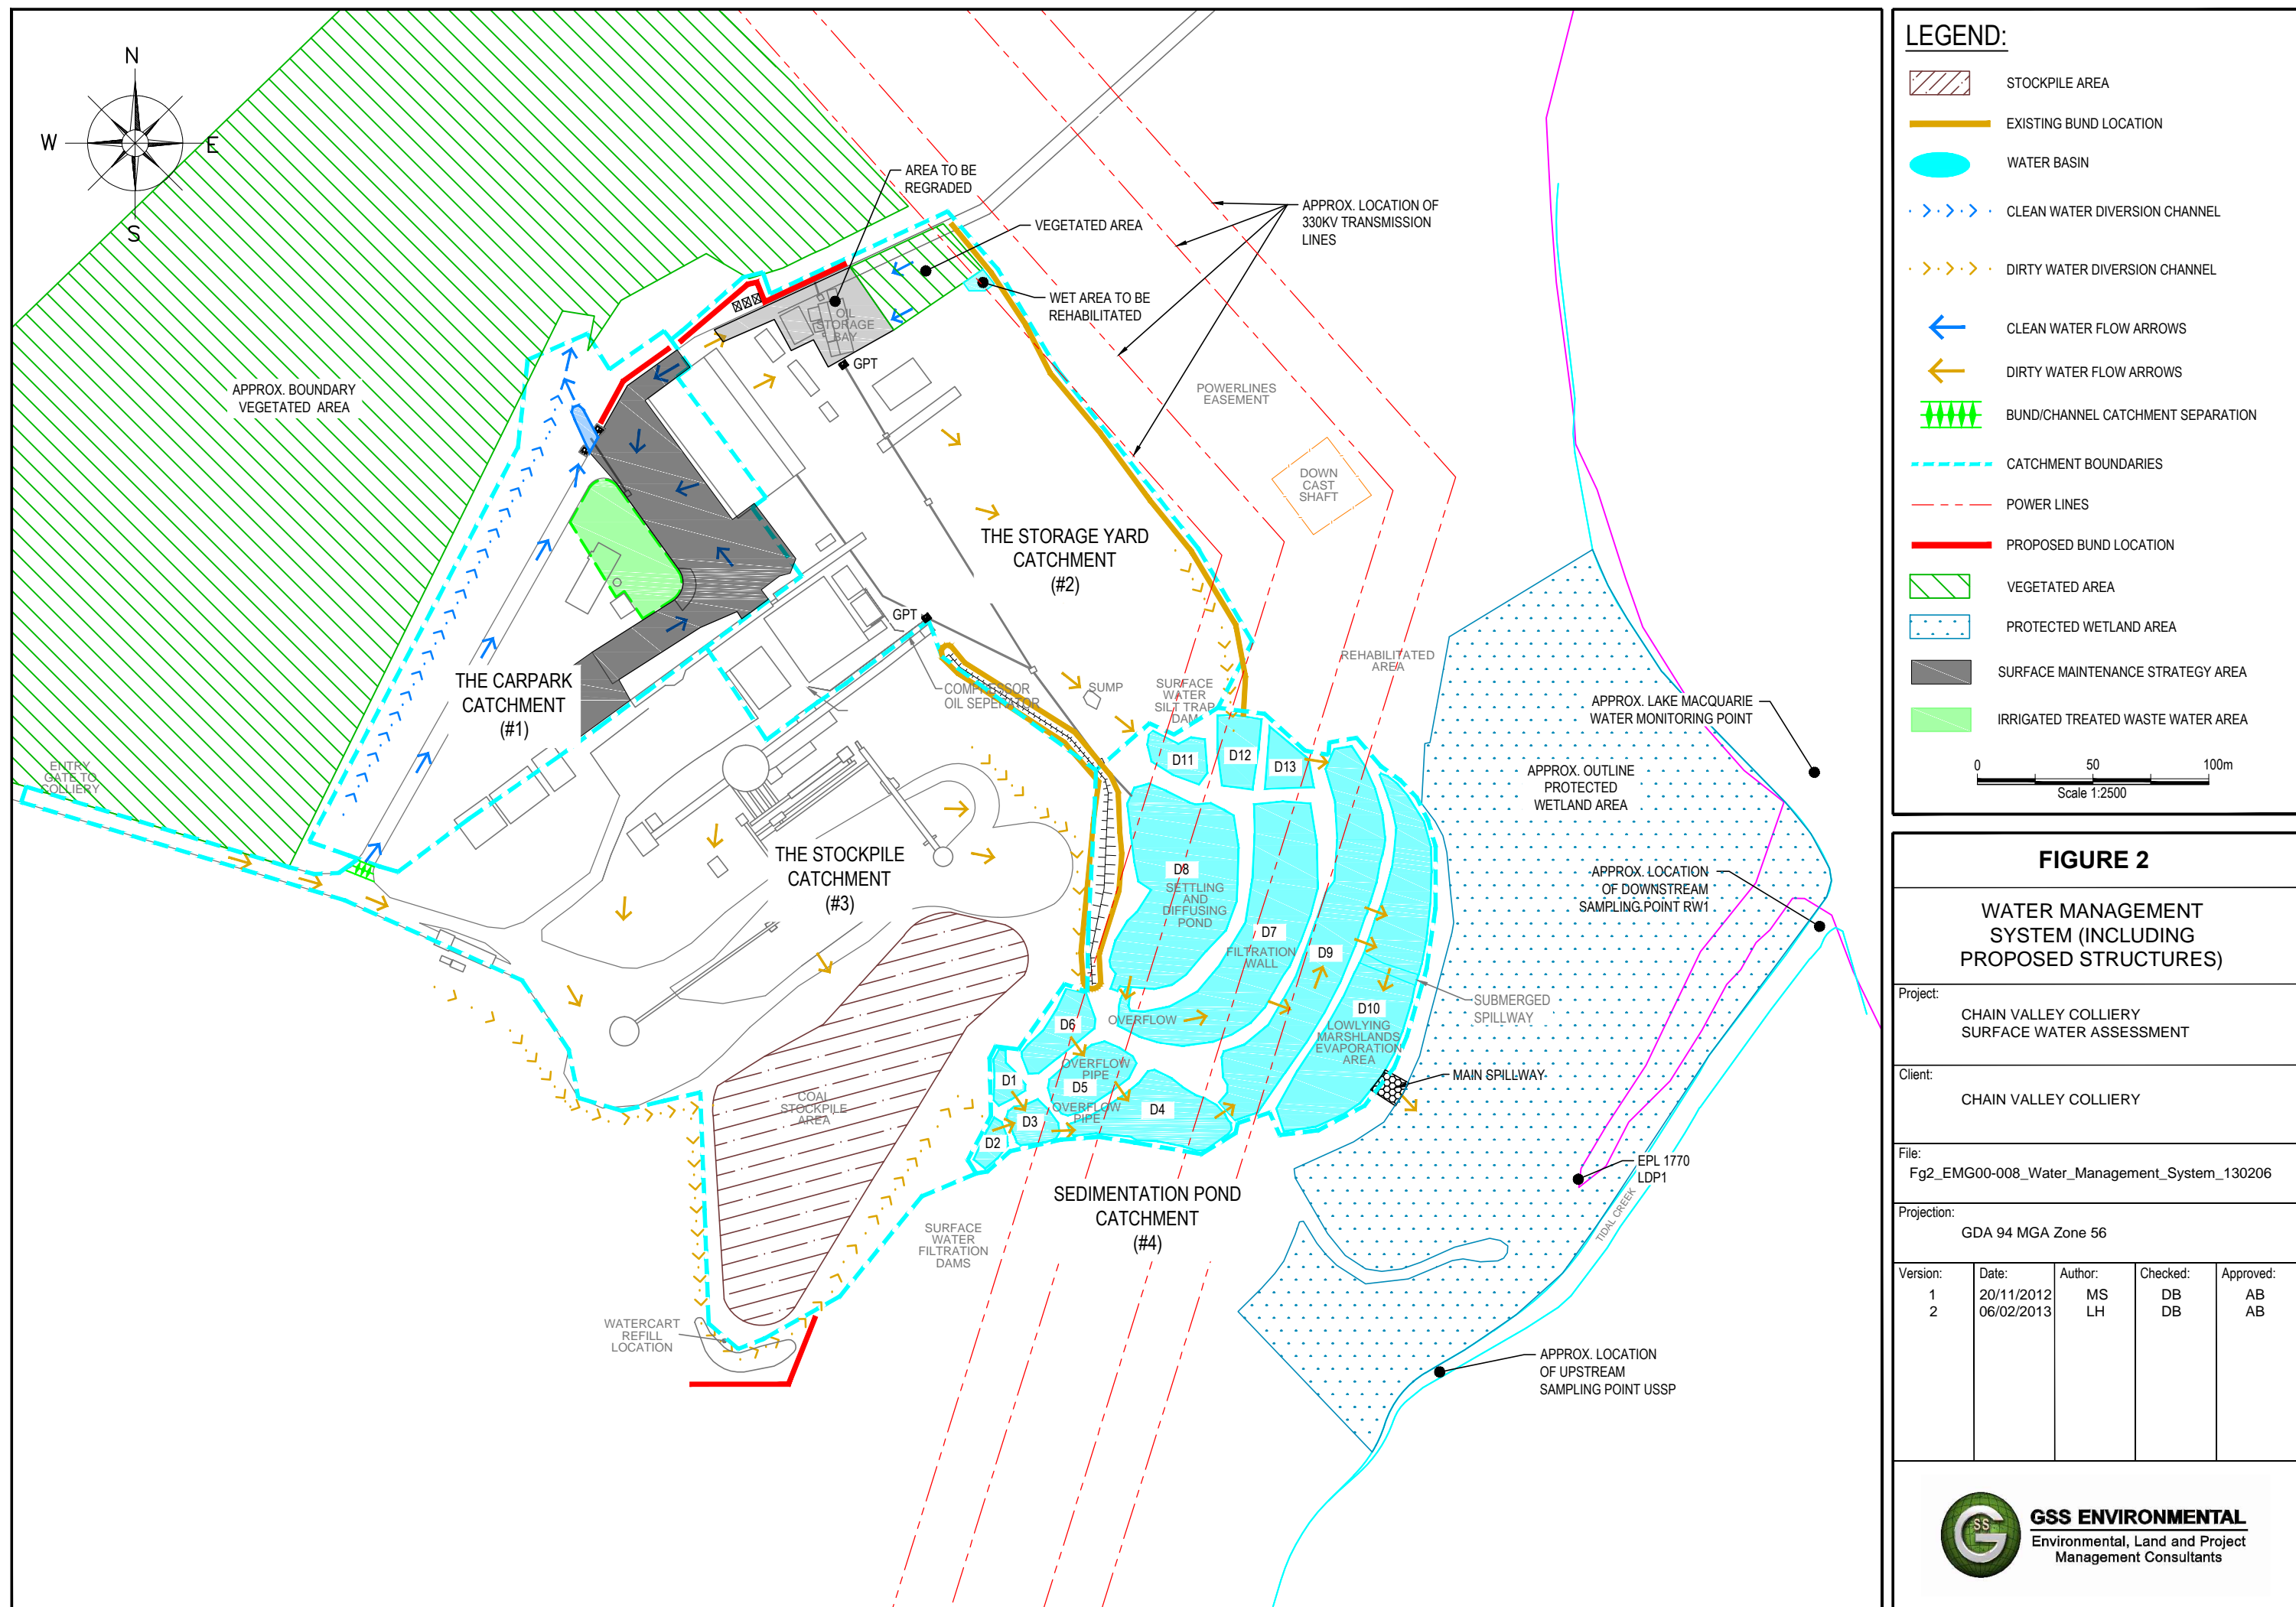 N
W
E
S
AREA TO BE
REGRADED
VEGETATED AREA
WET AREA TO BE
REHABILITATED
APPROX. LOCATION OF
330KV TRANSMISSION
LINES
OIL
STORAGE
BAY
GPT
APPROX. BOUNDARY
VEGETATED AREA
POWERLINES
EASEMENT
DOWN
CAST
SHAFT
THE STORAGE YARD
CATCHMENT
(#2)
GPT
COMPRESSOR
OIL SEPERATOR
SUMP
SURFACE
WATER
SILT TRAP
DAM
REHABILITATED
AREA
THE CARPARK
CATCHMENT
(#1)
ENTRY
GATE TO
COLLIERY
APPROX. LAKE MACQUARIE
WATER MONITORING POINT
APPROX. OUTLINE
PROTECTED
WETLAND AREA
D11
D12
D13
THE STOCKPILE
CATCHMENT
(#3)
D8
SETTLING
AND
DIFFUSING
POND
D7
FILTRATION
WALL
D9
APPROX. LOCATION
OF DOWNSTREAM
SAMPLING POINT RW1
D10
LOWLYING
MARSHLANDS
EVAPORATION
AREA
SUBMERGED
SPILLWAY
D6
OVERFLOW
OVERFLOW
PIPE
D1
D5
OVERFLOW
PIPE
D4
D3
D2
MAIN SPILLWAY
COAL
STOCKPILE
AREA
EPL 1770
LDP1
TIDAL CREEK
SEDIMENTATION POND
CATCHMENT
(#4)
SURFACE
WATER
FILTRATION
DAMS
WATERCART
REFILL
LOCATION
APPROX. LOCATION
OF UPSTREAM
SAMPLING POINT USSP
LEGEND:
STOCKPILE AREA
EXISTING BUND LOCATION
WATER BASIN
CLEAN WATER DIVERSION CHANNEL
DIRTY WATER DIVERSION CHANNEL
CLEAN WATER FLOW ARROWS
DIRTY WATER FLOW ARROWS
BUND/CHANNEL CATCHMENT SEPARATION
CATCHMENT BOUNDARIES
POWER LINES
PROPOSED BUND LOCATION
VEGETATED AREA
PROTECTED WETLAND AREA
SURFACE MAINTENANCE STRATEGY AREA
IRRIGATED TREATED WASTE WATER AREA
0 50 100m
Scale 1:2500
FIGURE 2
WATER MANAGEMENT
SYSTEM (INCLUDING
PROPOSED STRUCTURES)
Project:
CHAIN VALLEY COLLIERY
SURFACE WATER ASSESSMENT
Client:
CHAIN VALLEY COLLIERY
File:
Fg2_EMG00-008_Water_Management_System_130206
Projection:
GDA 94 MGA Zone 56
Version: Date: Author: Checked: Approved:
1 20/11/2012 MS DB AB
2 06/02/2013 LH DB AB
GSS
GSS ENVIRONMENTAL
Environmental, Land and Project
Management Consultants